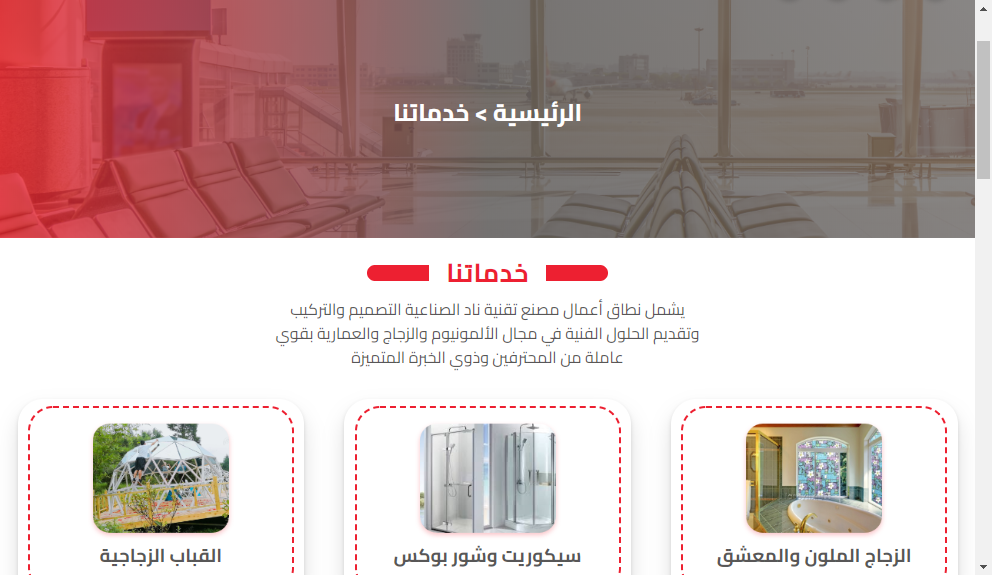 الرئيسية > خدماتنا
خدماتنا
يشمل نطاق أعمال مصنع تقنية ناد الصناعية التصميم والتركيب
وتقديم الحلول الفنية في مجال الألمونيوم والزجاج والعمارية بقوي
عاملة من المحترفين وذوي الخبرة المتميزة
الزجاج الملون والمعشق
سيكوريت وشور بوكس
القباب الزجاجية